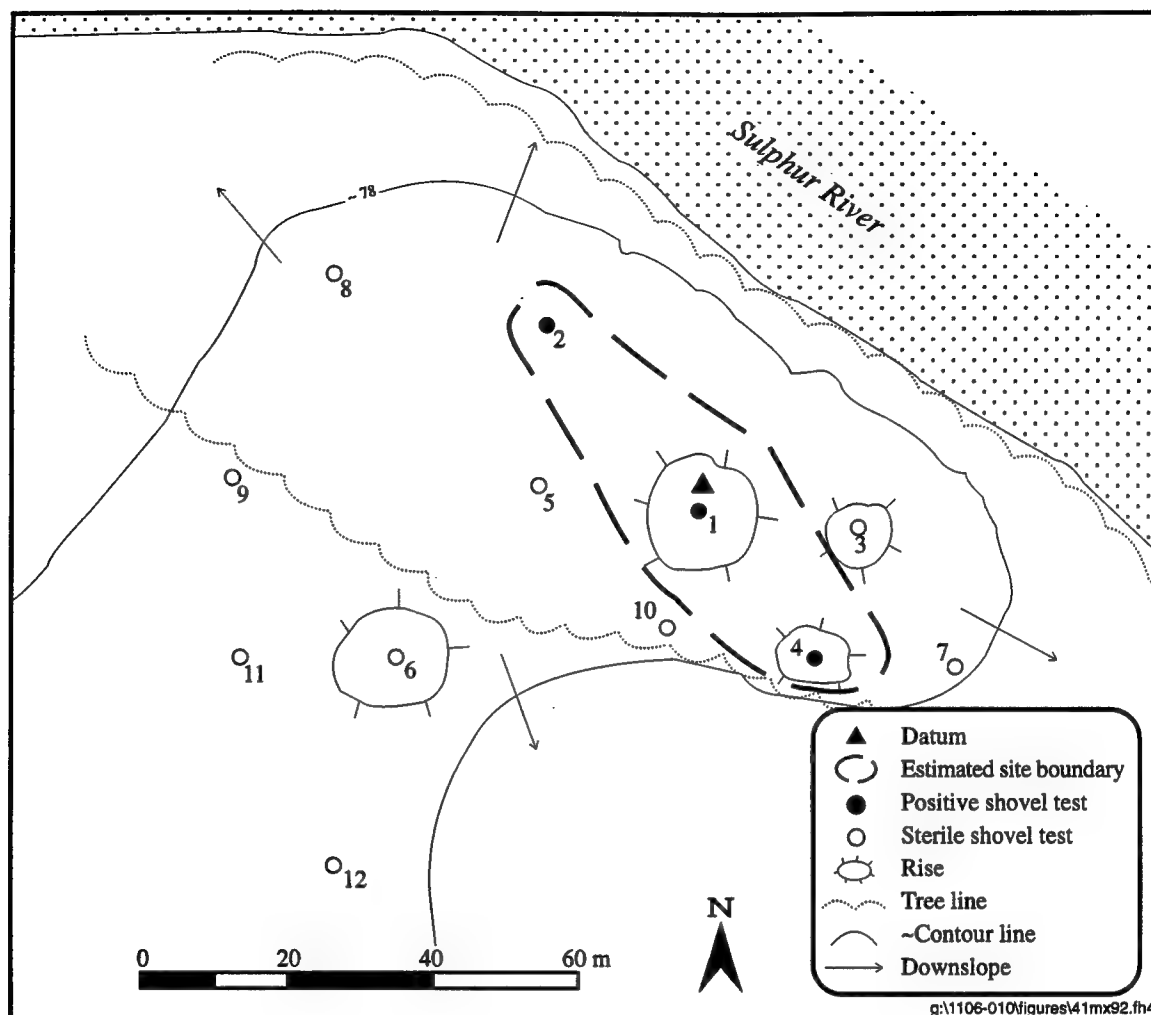 Sulphur River
~ 78
8
2
9
5
1
3
10
4
7
11
6
12
N
0 20 40 60 m
Datum
Estimated site boundary
Positive shovel test
Sterile shovel test
Rise
Tree line
~Contour line
Downslope
g:\1106-010\figures\41mx92.fh4